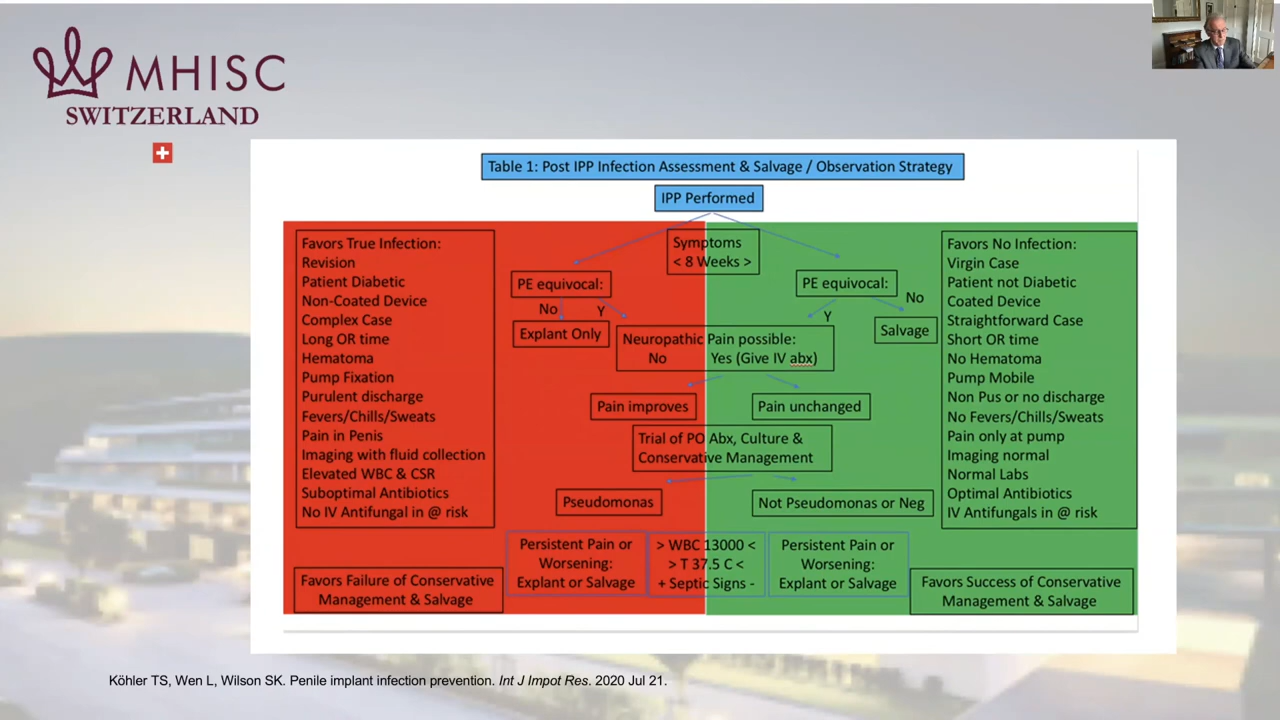 MHISC
SWITZERLAND
Table 1: Post IPP Infection Assessment & Salvage / Observation Strategy
IPP Performed
Favors True Infection:
Revision
Patient Diabetic
Non-Coated Device
Complex Case
Long OR time
Hematoma
Pump Fixation
Purulent discharge
Fevers/Chills/Sweats
Pain in Penis
Imaging with fluid collection
Elevated WBC & CSR
Suboptimal Antibiotics
No IV Antifungal in @ risk
Favors Failure of Conservative
Management & Salvage
Symptoms
< 8 Weeks >
PE equivocal:
No
Y
Explant Only
PE equivocal:
No
Y
Salvage
Neuropathic Pain possible:
No Yes (Give IV abx)
Pain improves
Pain unchanged
Trial of PO Abx, Culture &
Conservative Management
Pseudomonas
Not Pseudomonas or Neg
Persistent Pain or
Worsening:
Explant or Salvage
> WBC 13000 <
> T 37.5 C <
+ Septic Signs -
Persistent Pain or
Worsening:
Explant or Salvage
Favors No Infection:
Virgin Case
Patient not Diabetic
Coated Device
Straightforward Case
Short OR time
No Hematoma
Pump Mobile
Non Pus or no discharge
No Fevers/Chills/Sweats
Pain only at pump
Imaging normal
Normal Labs
Optimal Antibiotics
IV Antifungals in @ risk
Favors Success of Conservative
Management & Salvage
Köhler TS, Wen L, Wilson SK. Penile implant infection prevention. Int J Impot Res. 2020 Jul 21.